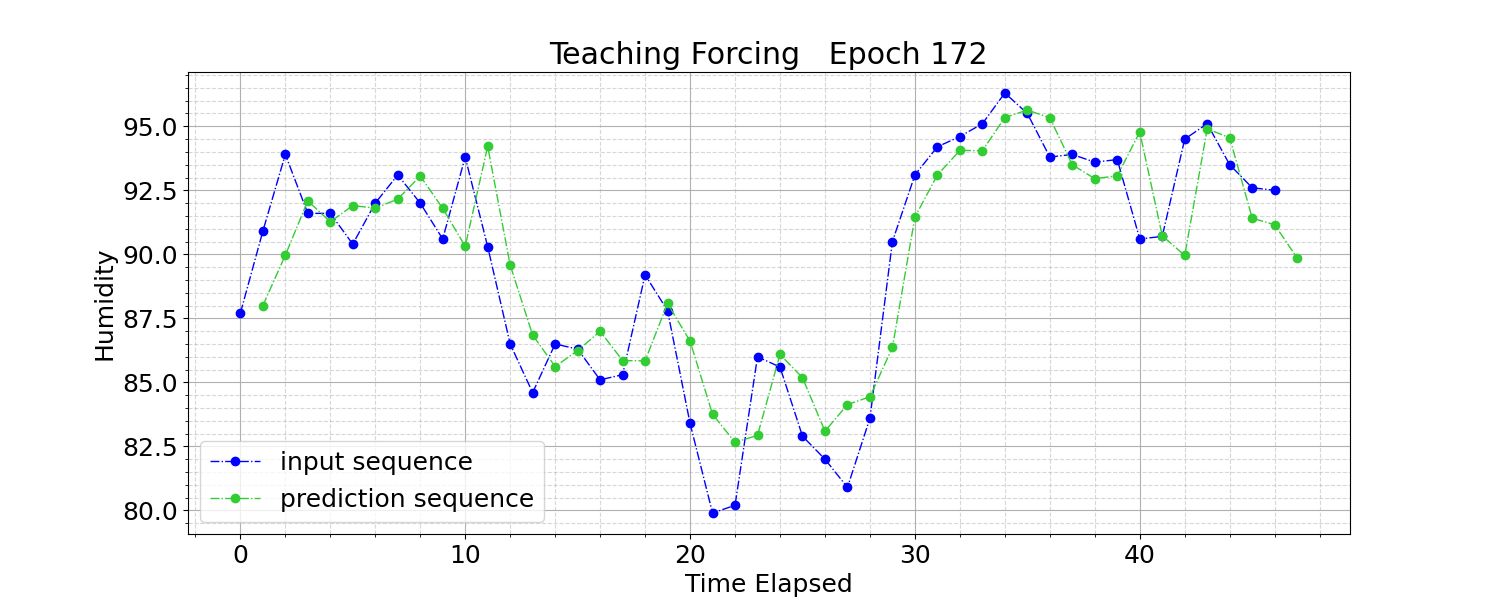 Teaching Forcing   Epoch 172
95.0
92.5
90.0
87.5
85.0
82.5
80.0
Humidity
input sequence
prediction sequence
0 10 20 30 40
Time Elapsed